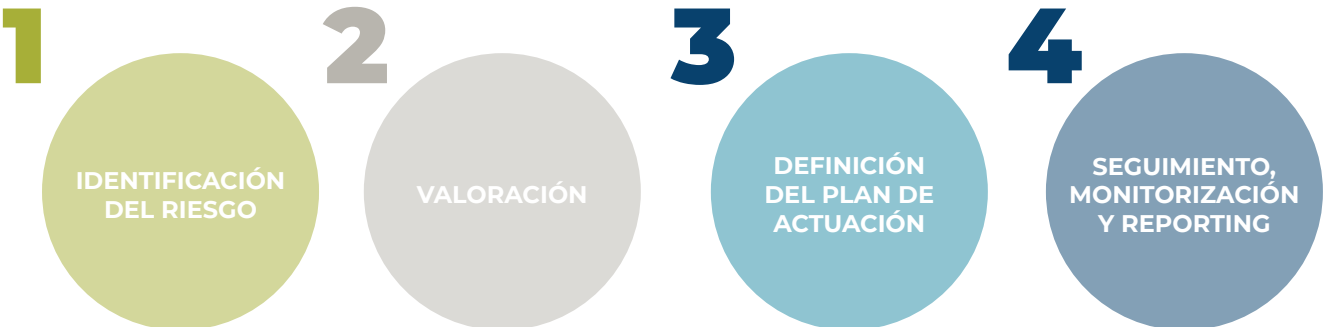 1
IDENTIFICACIÓN
DEL RIESGO
2
VALORACIÓN
3
DEFINICIÓN
DEL PLAN DE
ACTUACIÓN
4
SEGUIMIENTO,
MONITORIZACIÓN
Y REPORTING